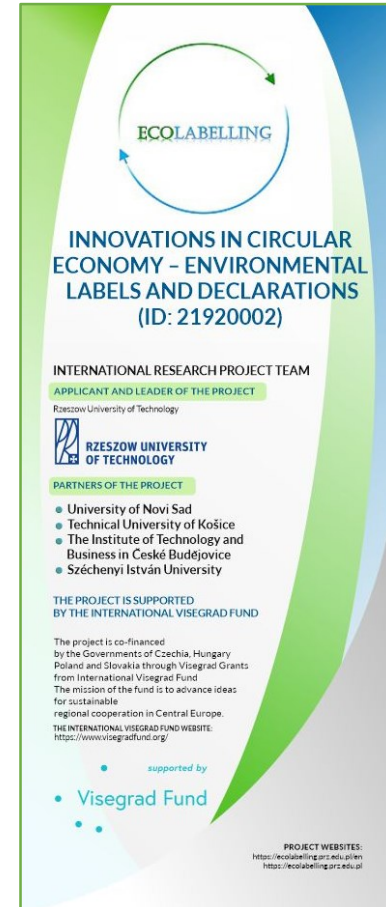 ECOLABELLING
INNOVATIONS IN CIRCULAR
ECONOMY – ENVIRONMENTAL
LABELS AND DECLARATIONS
(ID: 21920002)
INTERNATIONAL RESEARCH PROJECT TEAM
APPLICANT AND LEADER OF THE PROJECT
Rzeszow University of Technology
RZESZOW UNIVERSITY
OF TECHNOLOGY
PARTNERS OF THE PROJECT
University of Novi Sad
Technical University of Košice
The Institute of Technology and
Business in České Budějovice
Széchenyi István University
THE PROJECT IS SUPPORTED
BY THE INTERNATIONAL VISEGRAD FUND
The project is co-financed
by the Governments of Czechia, Hungary
Poland and Slovakia through Visegrad Grants
from International Visegrad Fund
The mission of the fund is to advance ideas
for sustainable
regional cooperation in Central Europe.
THE INTERNATIONAL VISEGRAD FUND WEBSITE:
https://www.visegradfund.org/
supported by
Visegrad Fund
PROJECT WEBSITES:
https://ecolabelling.prz.edu.pl/en
https://ecolabelling.prz.edu.pl